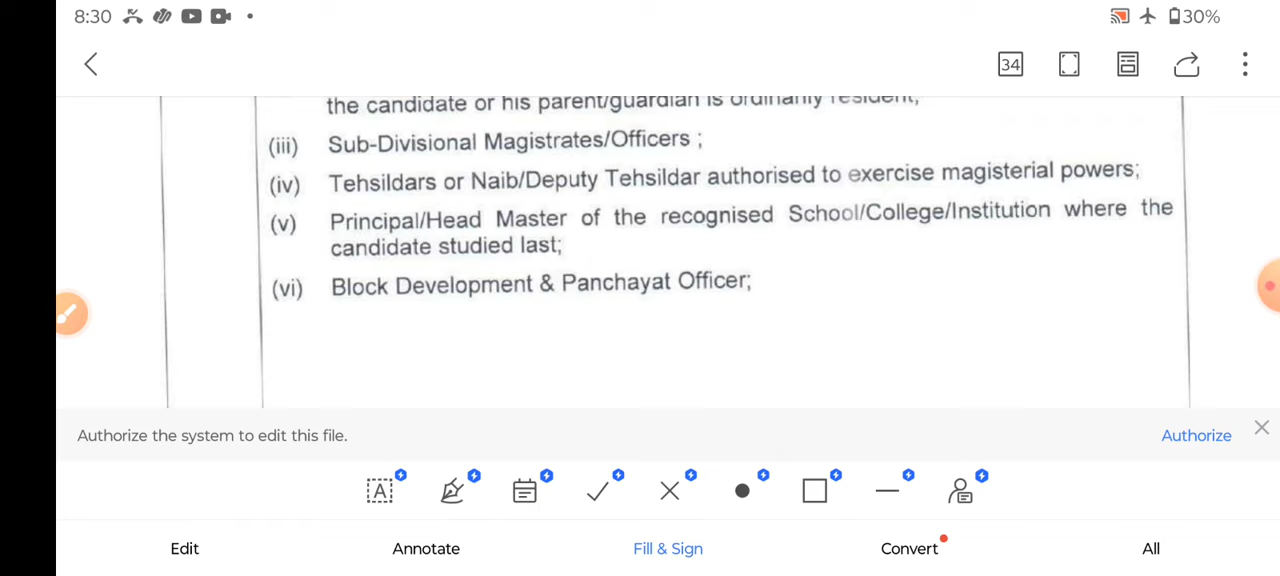 8:30
30%
34
the candidate or his parent/guardian is ordinarily resident;
(iii) Sub-Divisional Magistrates/Officers ;
(iv) Tehsildars or Naib/Deputy Tehsildar authorised to exercise magisterial powers;
(v) Principal/Head Master of the recognised School/College/Institution where the
candidate studied last;
(vi) Block Development & Panchayat Officer;
Authorize the system to edit this file.
Authorize
A
Edit
Annotate
Fill & Sign
Convert
All